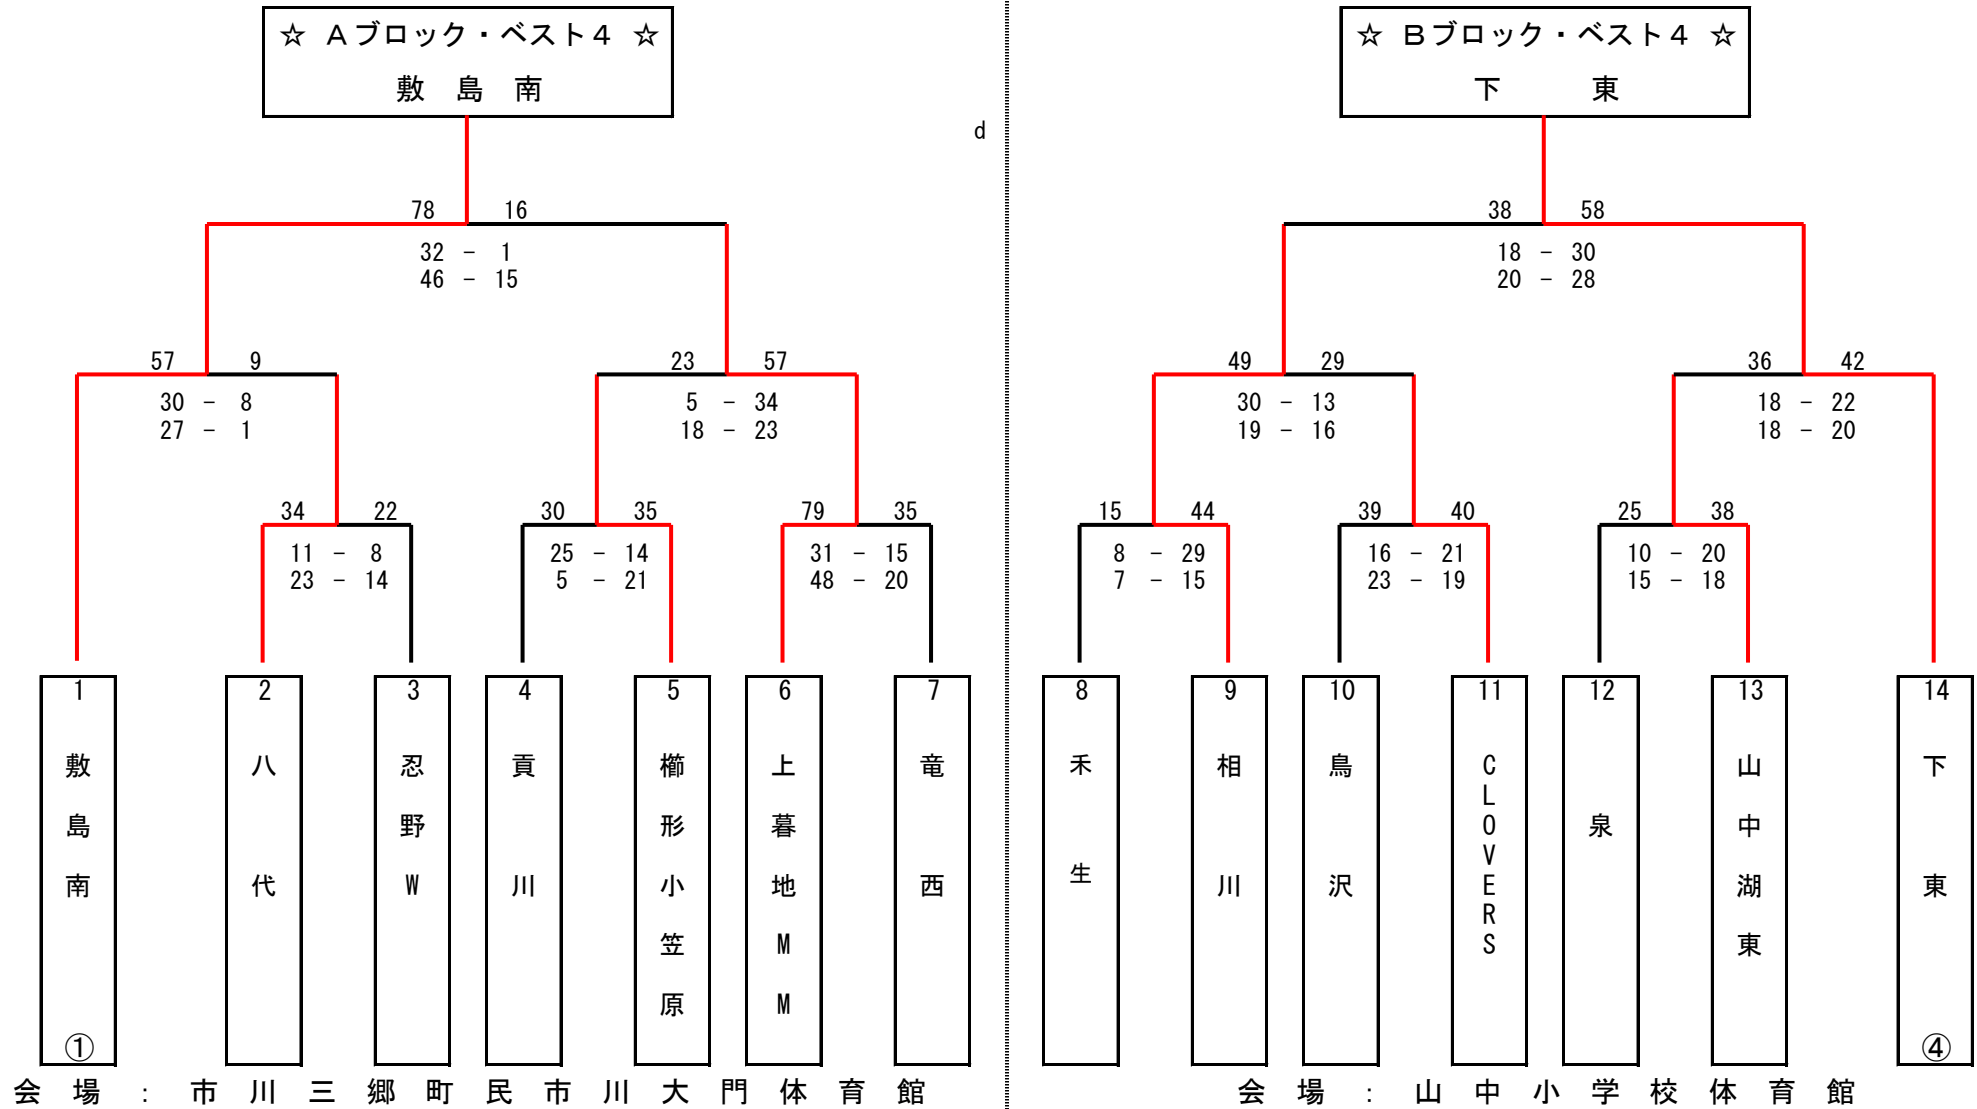 ☆ Aブロック・ベスト4 ☆
敷 島 南
78 16
32 - 1
46 - 15
57 9
30 - 8
27 - 1
23 57
5 - 34
18 - 23
34 22
11 - 8
23 - 14
30 35
25 - 14
5 - 21
79 35
31 - 15
48 - 20
1 敷島南 ①
2 八代
3 忍野W
4 貢川
5 櫛形小笠原
6 上暮地MM
7 竜西
会 場 : 市 川 三 郷 町 民 市 川 大 門 体 育 館
d
☆ Bブロック・ベスト4 ☆
下 東
38 58
18 - 30
20 - 28
49 29
30 - 13
19 - 16
36 42
18 - 22
18 - 20
15 44
8 - 29
7 - 15
39 40
16 - 21
23 - 19
25 38
10 - 20
15 - 18
8 禾生
9 相川
10 鳥沢
11 CLOVERS
12 泉
13 山中湖東
14 下東 ④
会 場 : 山 中 小 学 校 体 育 館